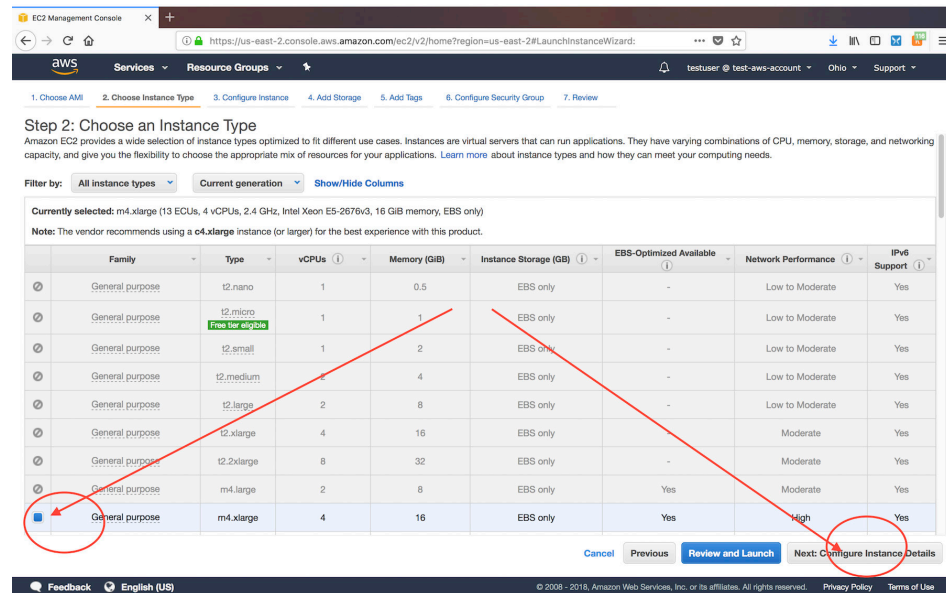 EC2 Management Console
https://us-east-2.console.aws.amazon.com/ec2/v2/home?region=us-east-2#LaunchInstanceWizard:
aws Services Resource Groups testuser @ test-aws-account Ohio Support
1. Choose AMI 2. Choose Instance Type 3. Configure Instance 4. Add Storage 5. Add Tags 6. Configure Security Group 7. Review
Step 2: Choose an Instance Type
Amazon EC2 provides a wide selection of instance types optimized to fit different use cases. Instances are virtual servers that can run applications. They have varying combinations of CPU, memory, storage, and networking
capacity, and give you the flexibility to choose the appropriate mix of resources for your applications. Learn more about instance types and how they can meet your computing needs.
Filter by: All instance types Current generation Show/Hide Columns
Currently selected: m4.xlarge (13 ECUs, 4 vCPUs, 2.4 GHz, Intel Xeon E5-2676v3, 16 GiB memory, EBS only)
Note: The vendor recommends using a c4.xlarge instance (or larger) for the best experience with this product.
Family Type vCPUs Memory (GiB) Instance Storage (GB) EBS-Optimized Available Network Performance IPv6 Support
General purpose t2.nano 1 0.5 EBS only - Low to Moderate Yes
General purpose t2.micro Free tier eligible 1 1 EBS only - Low to Moderate Yes
General purpose t2.small 1 2 EBS only - Low to Moderate Yes
General purpose t2.medium 2 4 EBS only - Low to Moderate Yes
General purpose t2.large 2 8 EBS only - Low to Moderate Yes
General purpose t2.xlarge 4 16 EBS only - Moderate Yes
General purpose t2.2xlarge 8 32 EBS only - Moderate Yes
General purpose m4.large 2 8 EBS only Yes Moderate Yes
General purpose m4.xlarge 4 16 EBS only Yes High Yes
Cancel Previous Review and Launch Next: Configure Instance Details
Feedback English (US) © 2008 - 2018, Amazon Web Services, Inc. or its affiliates. All rights reserved. Privacy Policy Terms of Use